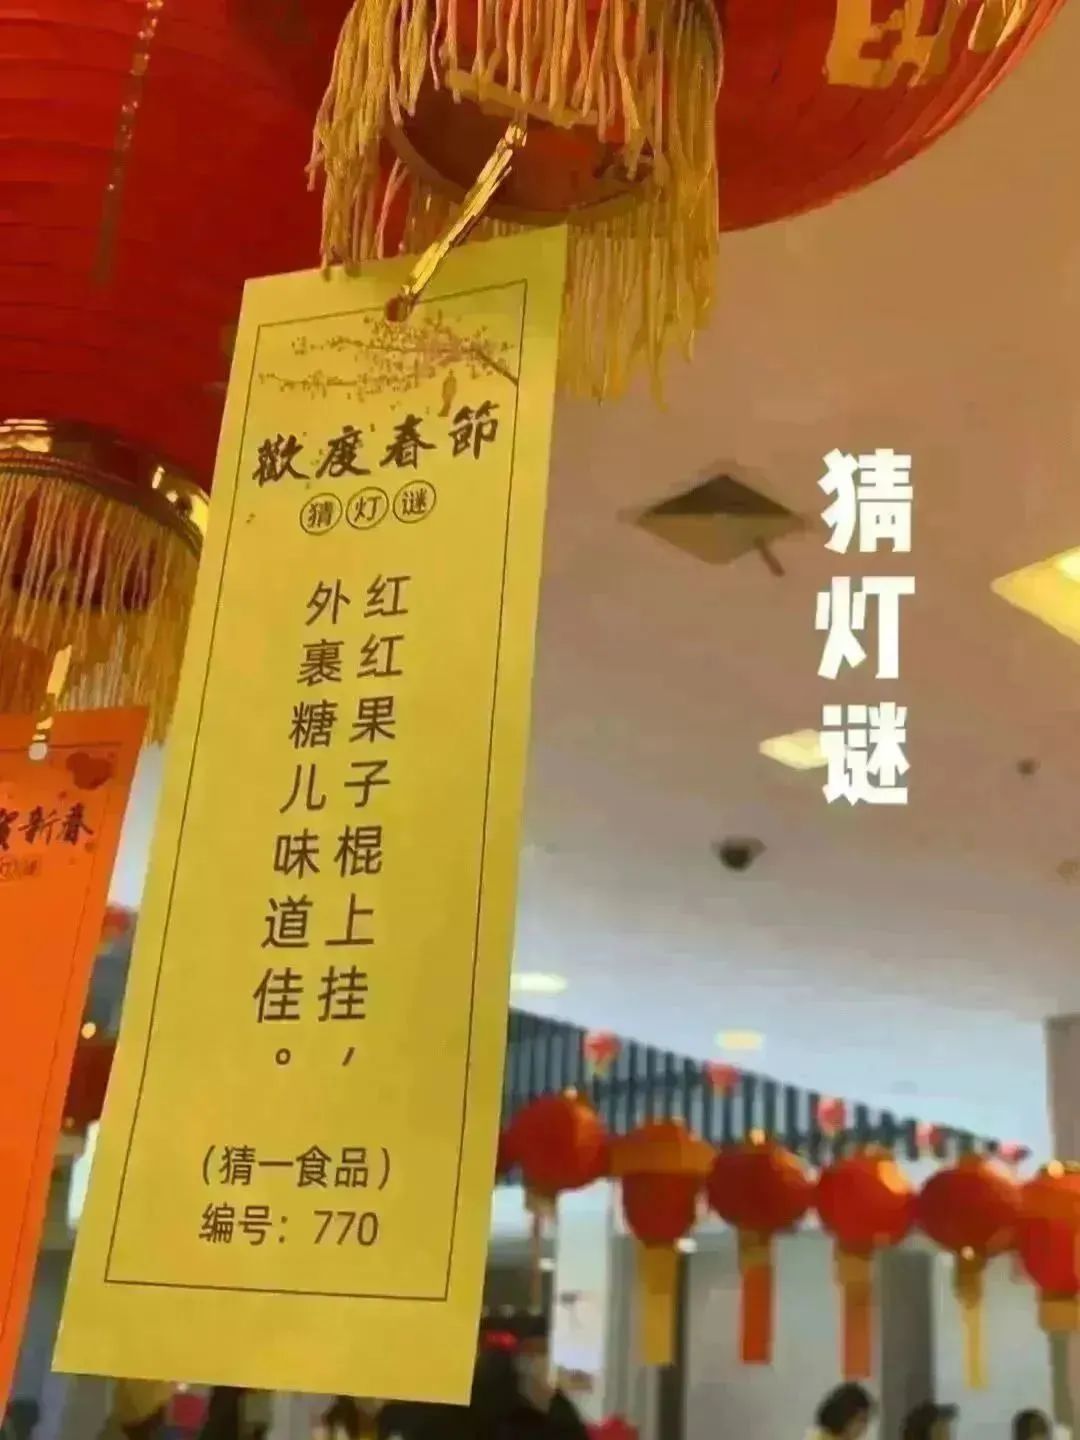 歡度春節
猜灯谜
红红果子棍上挂，
外裹糖儿味道佳。
(猜一食品)
编号：770
猜灯谜
贺新春